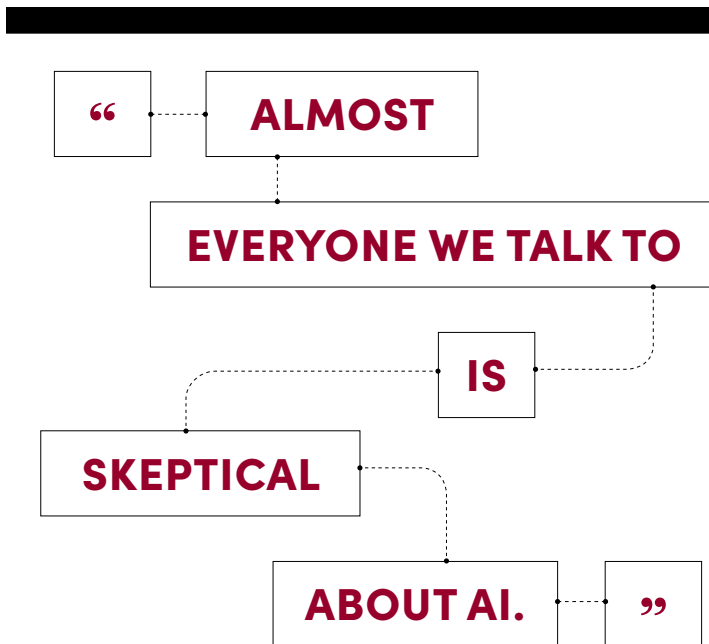 “ ALMOST
EVERYONE WE TALK TO
IS
SKEPTICAL
ABOUT AI. ”